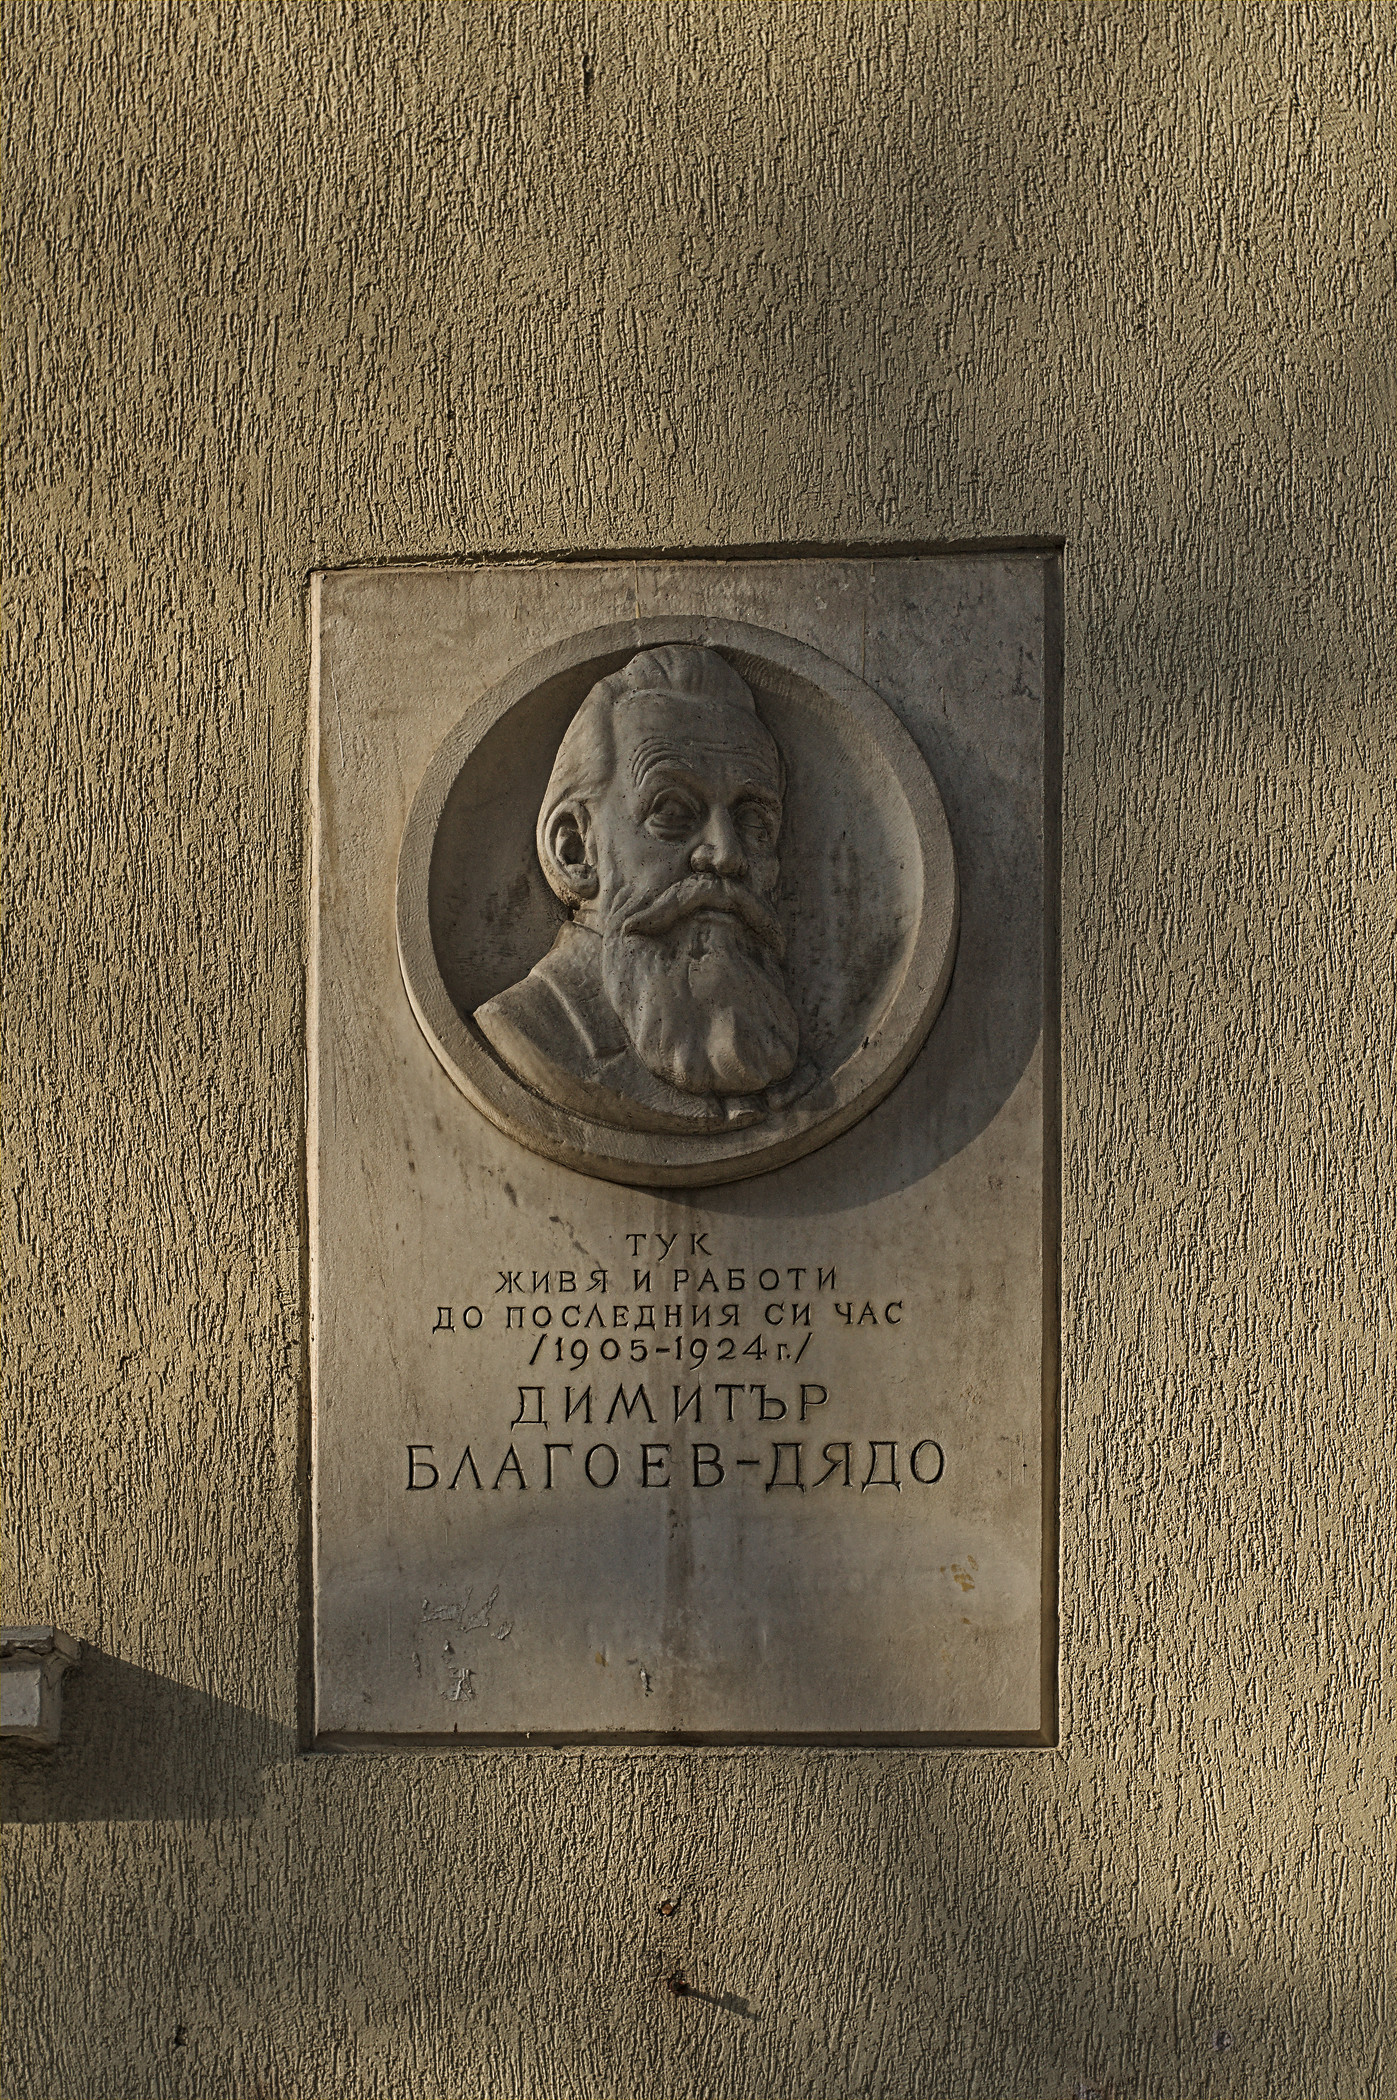 ТУК
ЖИВЯ И РАБОТИ
ДО ПОСЛЕДНИЯ СИ ЧАС
/1905-1924 г./
ДИМИТЪР
БЛАГОЕВ-ДЯДО